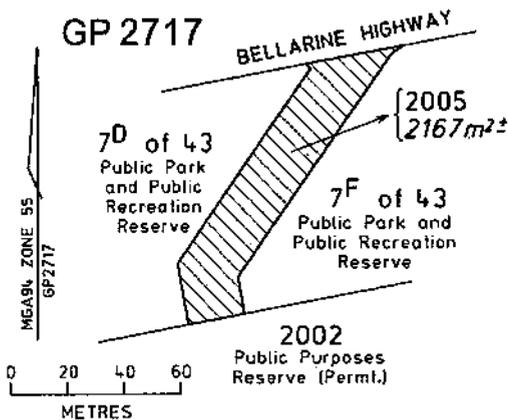 GP 2717
BELLARINE HIGHWAY
2005
2167m²±
7D of 43
Public Park
and Public
Recreation
Reserve
7F of 43
Public Park and
Public Recreation
Reserve
MGA94 ZONE 55
GP2717
2002
Public Purposes
Reserve (Permt.)
0 20 40 60
METRES